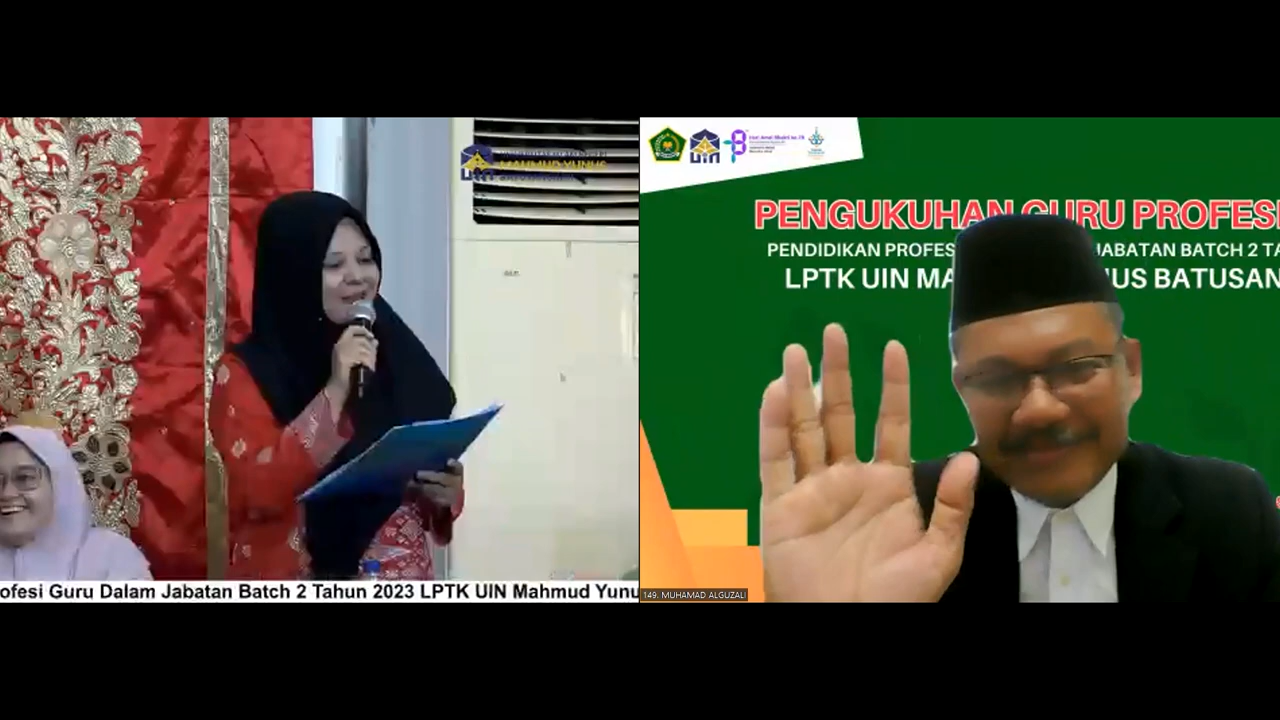 MAHMUD YUNUS
ofesi Guru Dalam Jabatan Batch 2 Tahun 2023 LPTK UIN Mahmud Yunu
UIN
PENGUKUHAN GURU PROFESI
PENDIDIKAN PROFES JABATAN BATCH 2 TA
LPTK UIN MA US BATUSAN
149. MUHAMAD ALGUZALI